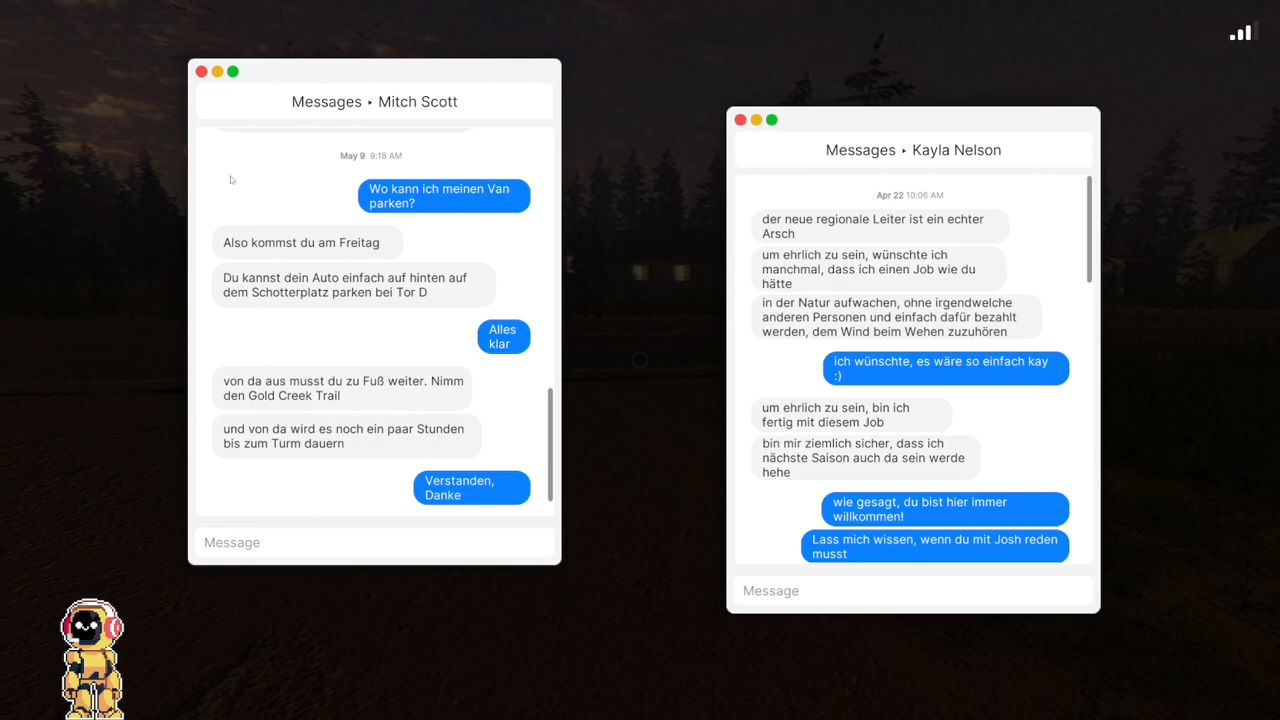 Messages ▸ Mitch Scott
May 9 9:18 AM
Wo kann ich meinen Van
parken?
Also kommst du am Freitag
Du kannst dein Auto einfach auf hinten auf
dem Schotterplatz parken bei Tor D
Alles
klar
von da aus musst du zu Fuß weiter. Nimm
den Gold Creek Trail
und von da wird es noch ein paar Stunden
bis zum Turm dauern
Verstanden,
Danke
Message
Messages ▸ Kayla Nelson
Apr 22 10:06 AM
der neue regionale Leiter ist ein echter
Arsch
um ehrlich zu sein, wünschte ich
manchmal, dass ich einen Job wie du
hätte
in der Natur aufwachen, ohne irgendwelche
anderen Personen und einfach dafür bezahlt
werden, dem Wind beim Wehen zuzuhören
ich wünschte, es wäre so einfach kay
:)
um ehrlich zu sein, bin ich
fertig mit diesem Job
bin mir ziemlich sicher, dass ich
nächste Saison auch da sein werde
hehe
wie gesagt, du bist hier immer
willkommen!
Lass mich wissen, wenn du mit Josh reden
musst
Message